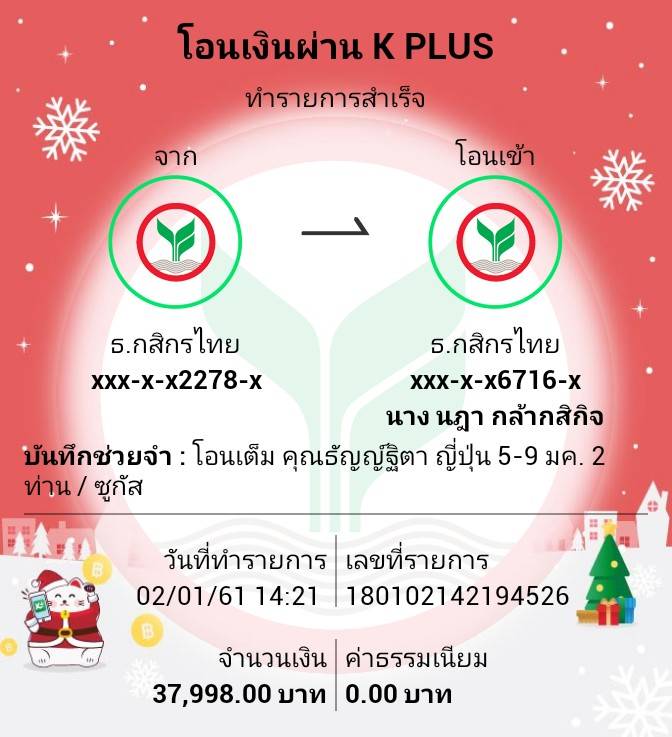 โอนเงินผ่าน K PLUS
ทำรายการสำเร็จ
จาก
โอนเข้า
ธ.กสิกรไทย
xxx-x-x2278-x
ธ.กสิกรไทย
xxx-x-x6716-x
นาง นฎา กล้ากสิกิจ
บันทึกช่วยจำ : โอนเต็ม คุณธัญญ์ฐิตา ญี่ปุ่น 5-9 มค. 2
ท่าน / ซูกัส
วันที่ทำรายการ
02/01/61 14:21
เลขที่รายการ
180102142194526
จำนวนเงิน
37,998.00 บาท
ค่าธรรมเนียม
0.00 บาท